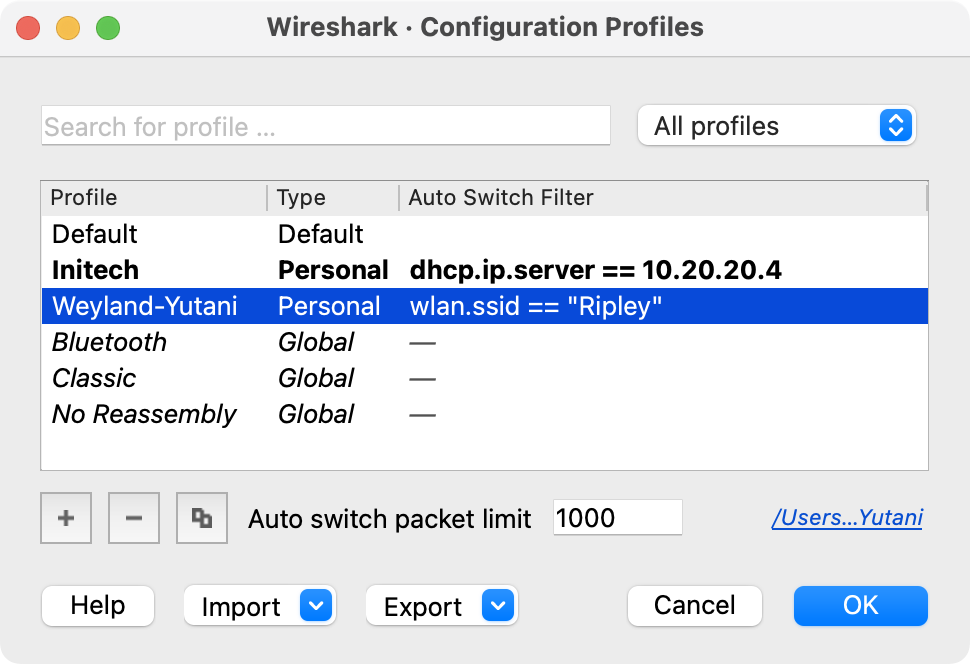 Wireshark · Configuration Profiles
Search for profile ...
All profiles
Profile Type Auto Switch Filter
Default Default
Initech Personal dhcp.ip.server == 10.20.20.4
Weyland-Yutani Personal wlan.ssid == "Ripley"
Bluetooth Global —
Classic Global —
No Reassembly Global —
Auto switch packet limit 1000 /Users...Yutani
Help Import Export Cancel OK